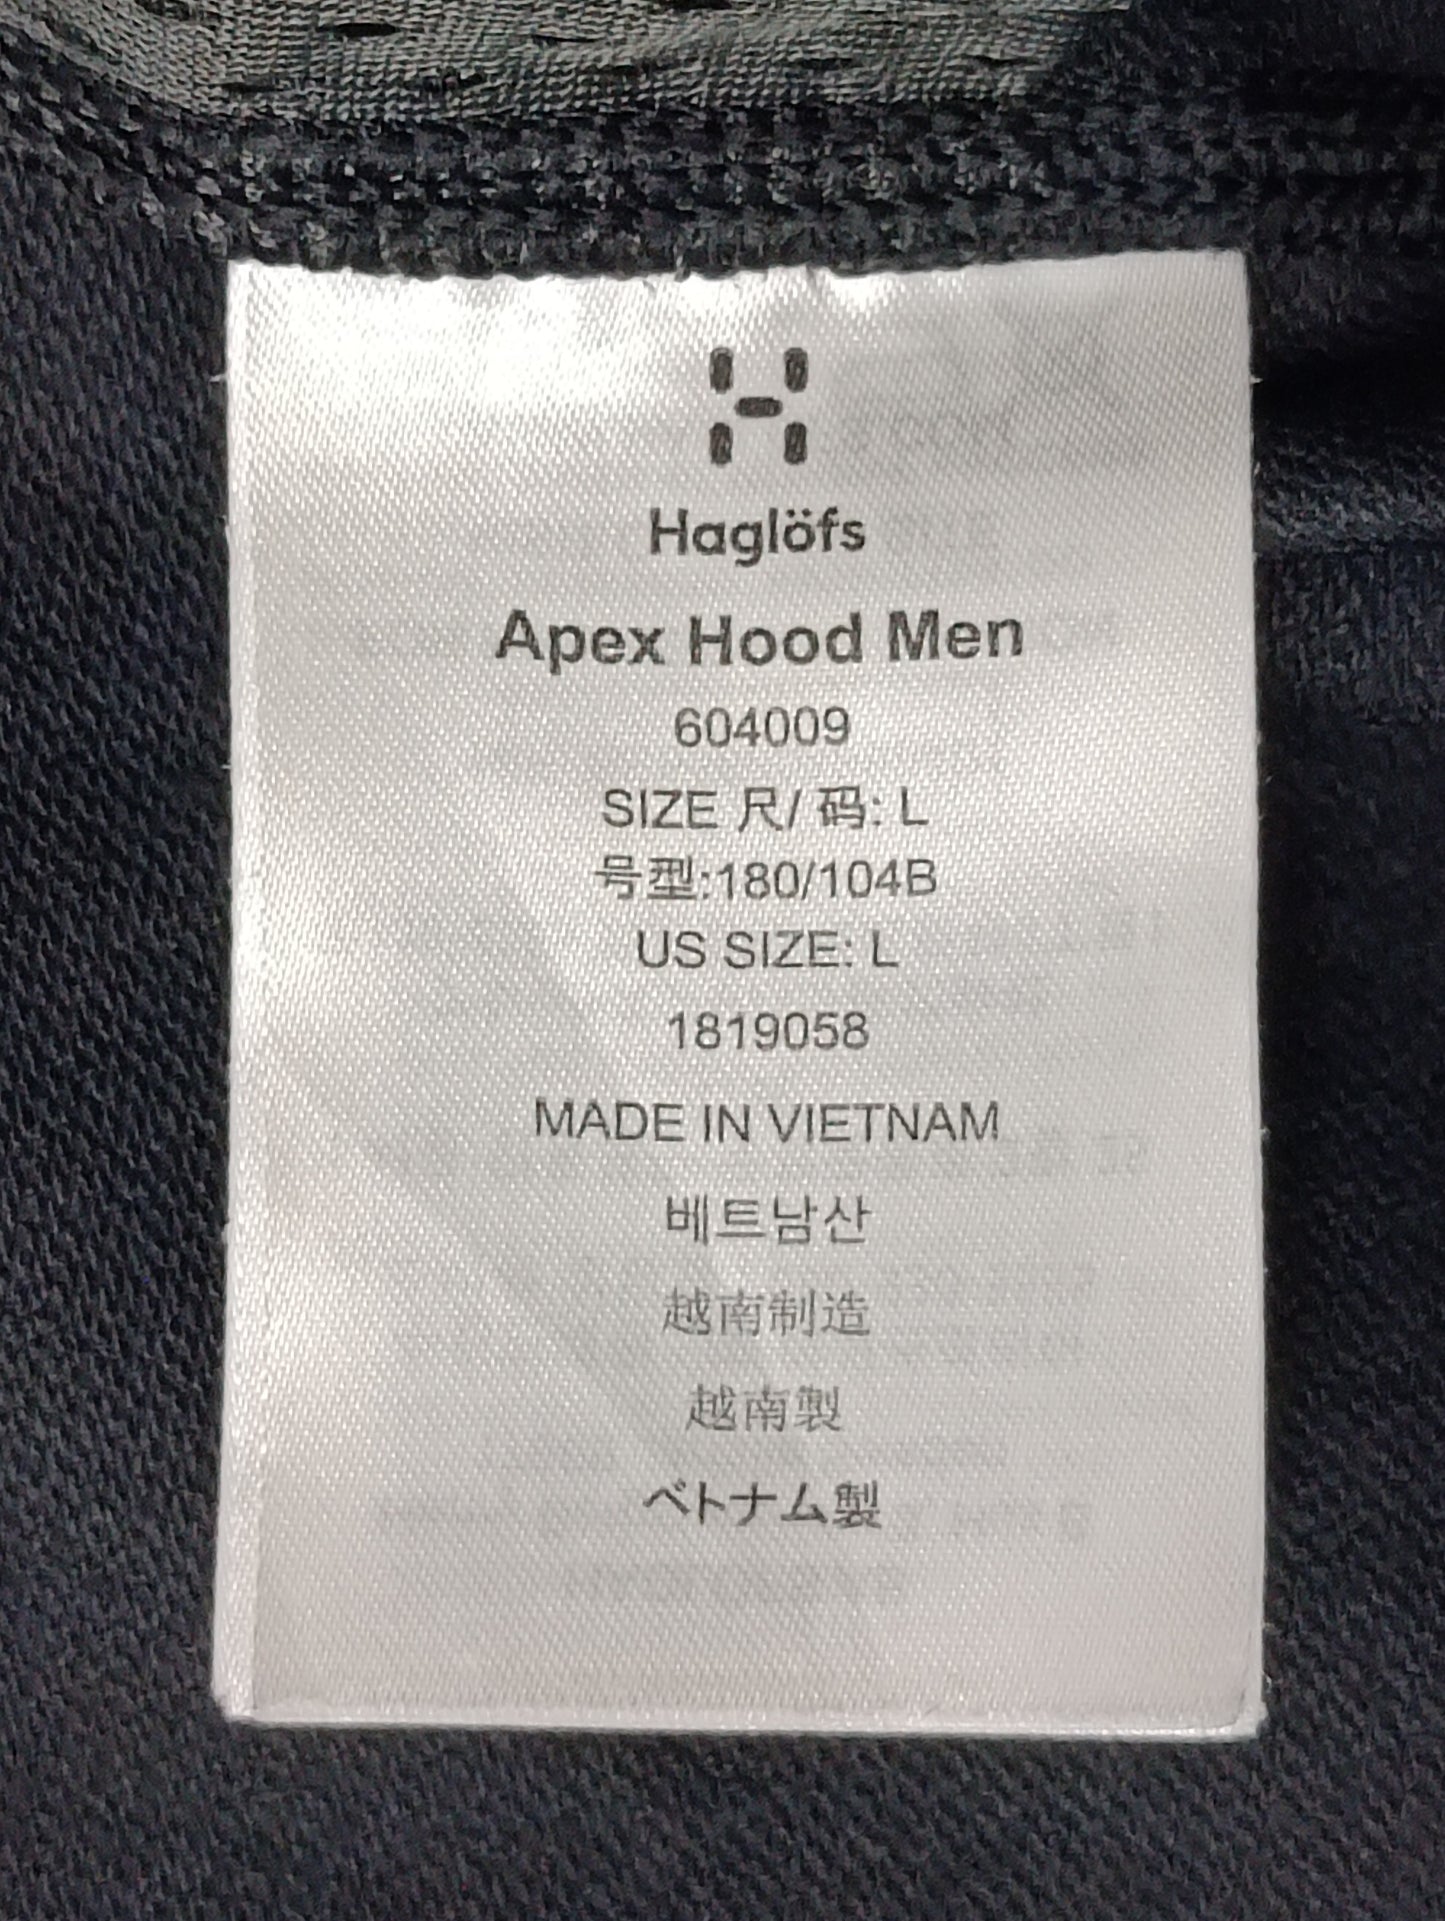 Haglöfs
Apex Hood Men
604009
SIZE 尺/ 码: L
号型:180/104B
US SIZE: L
1819058
MADE IN VIETNAM
베트남산
越南制造
越南製
ベトナム製